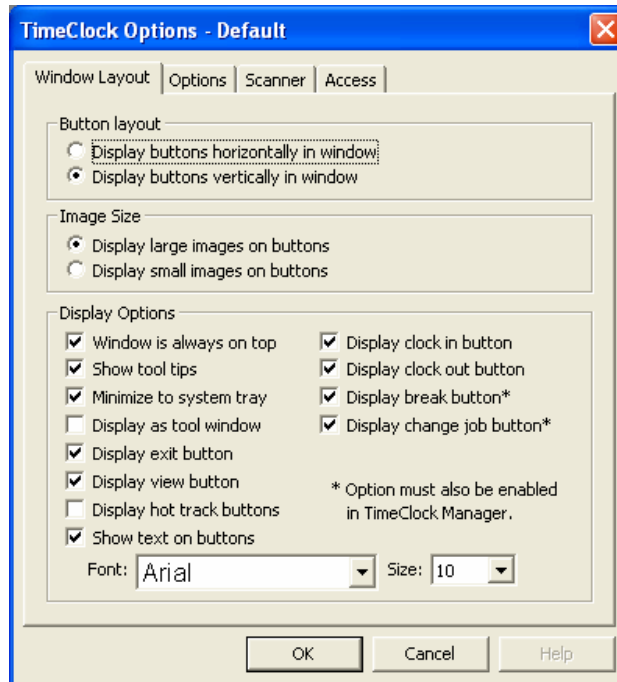 TimeClock Options - Default
Window Layout Options Scanner Access
Button layout
Display buttons horizontally in window
Display buttons vertically in window
Image Size
Display large images on buttons
Display small images on buttons
Display Options
Window is always on top
Show tool tips
Minimize to system tray
Display as tool window
Display exit button
Display view button
Display hot track buttons
Show text on buttons
Display clock in button
Display clock out button
Display break button*
Display change job button*
* Option must also be enabled
in TimeClock Manager.
Font: Arial Size: 10
OK Cancel Help